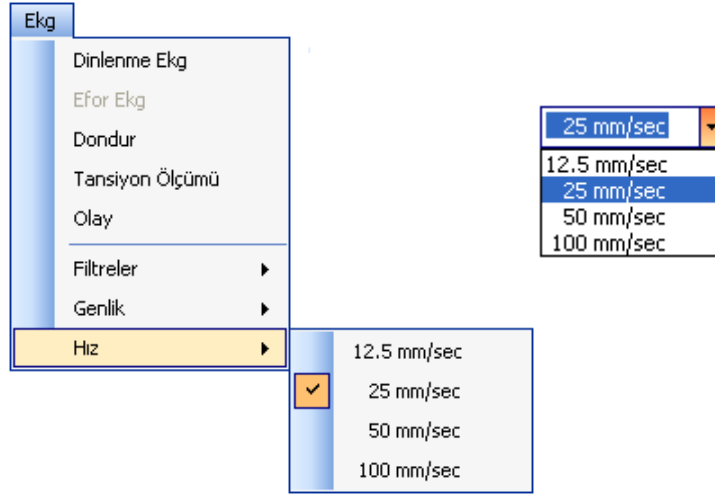 Ekg
Dinlenme Ekg
Efor Ekg
Dondur
Tansiyon Ölçümü
Olay
Filtreler
Genlik
Hız
12.5 mm/sec
25 mm/sec
50 mm/sec
100 mm/sec
25 mm/sec
12.5 mm/sec
25 mm/sec
50 mm/sec
100 mm/sec